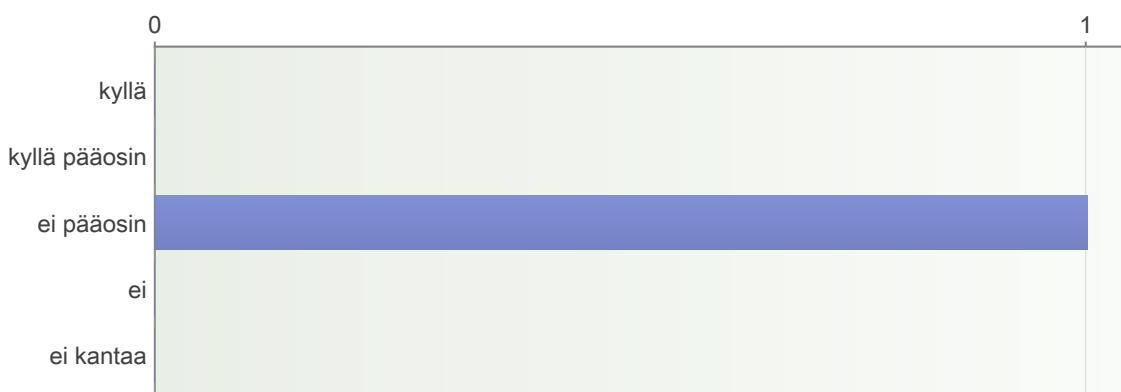 0 1
kyllä
kyllä pääosin
ei pääosin
ei
ei kantaa